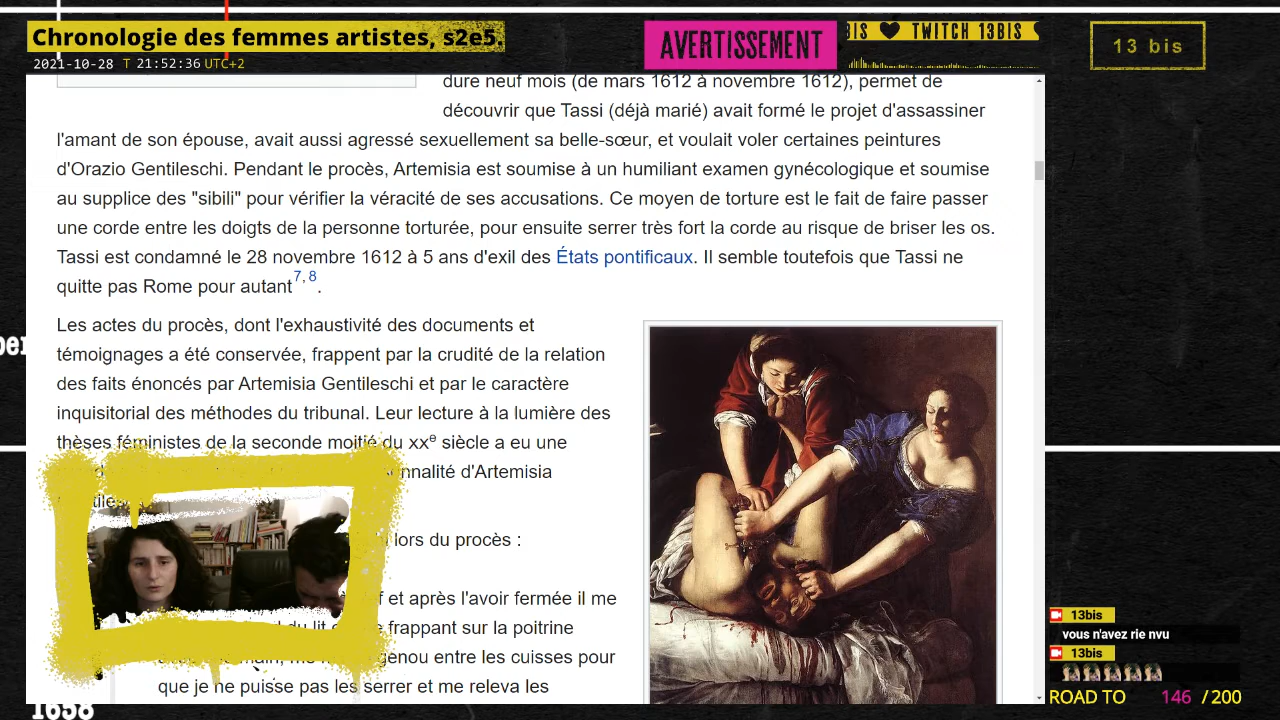 Chronologie des femmes artistes, s2e5
2021-10-28 T 21:52:36 UTC+2
AVERTISSEMENT
BIS TWITCH 13BIS
13 bis
dure neuf mois (de mars 1612 à novembre 1612), permet de
découvrir que Tassi (déjà marié) avait formé le projet d'assassiner
l'amant de son épouse, avait aussi agressé sexuellement sa belle-sœur, et voulait voler certaines peintures
d'Orazio Gentileschi. Pendant le procès, Artemisia est soumise à un humiliant examen gynécologique et soumise
au supplice des "sibili" pour vérifier la véracité de ses accusations. Ce moyen de torture est le fait de faire passer
une corde entre les doigts de la personne torturée, pour ensuite serrer très fort la corde au risque de briser les os.
Tassi est condamné le 28 novembre 1612 à 5 ans d'exil des États pontificaux. Il semble toutefois que Tassi ne
quitte pas Rome pour autant7, 8.
Les actes du procès, dont l'exhaustivité des documents et
témoignages a été conservée, frappent par la crudité de la relation
des faits énoncés par Artemisia Gentileschi et par le caractère
inquisitorial des méthodes du tribunal. Leur lecture à la lumière des
thèses féministes de la seconde moitié du XXe siècle a eu une
nnalité d'Artemisia
lors du procès :
f et après l'avoir fermée il me
frappant sur la poitrine
genou entre les cuisses pour
que je ne puisse pas les serrer et me releva les
13bis
vous n'avez rie nvu
13bis
ROAD TO 146 / 200
1638